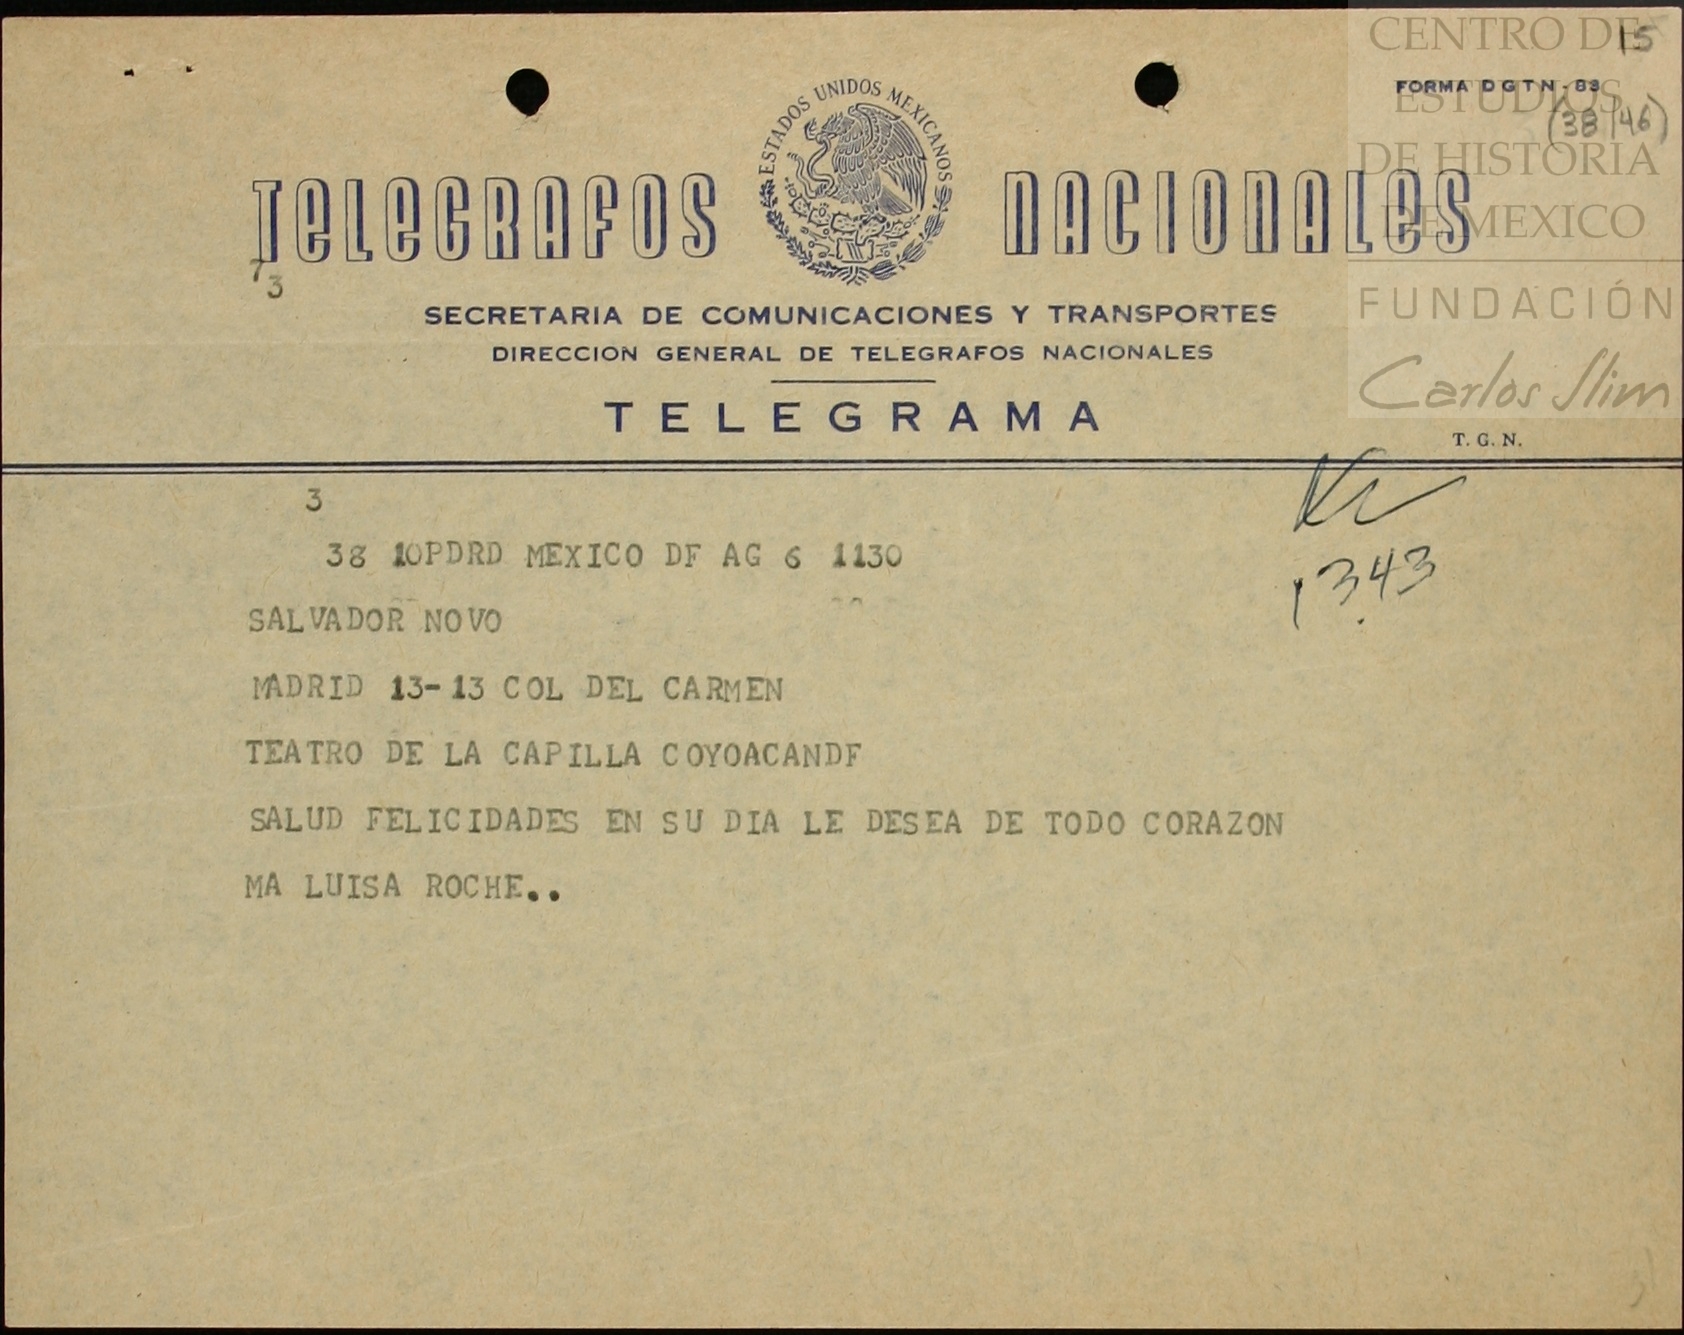 CENTRO DE
ESTUDIOS
DE HISTORIA
DE MEXICO
FUNDACIÓN
Carlos Slim
15
FORMA DGTN-83
(38/46)
ESTADOS UNIDOS MEXICANOS
TELEGRAFOS NACIONALES
73
SECRETARIA DE COMUNICACIONES Y TRANSPORTES
DIRECCION GENERAL DE TELEGRAFOS NACIONALES
TELEGRAMA
T. G. N.
3
38 10PDRD MEXICO DF AG 6 1130
1343
SALVADOR NOVO
MADRID 13-13 COL DEL CARMEN
TEATRO DE LA CAPILLA COYOACANDF
SALUD FELICIDADES EN SU DIA LE DESEA DE TODO CORAZON
MA LUISA ROCHE..